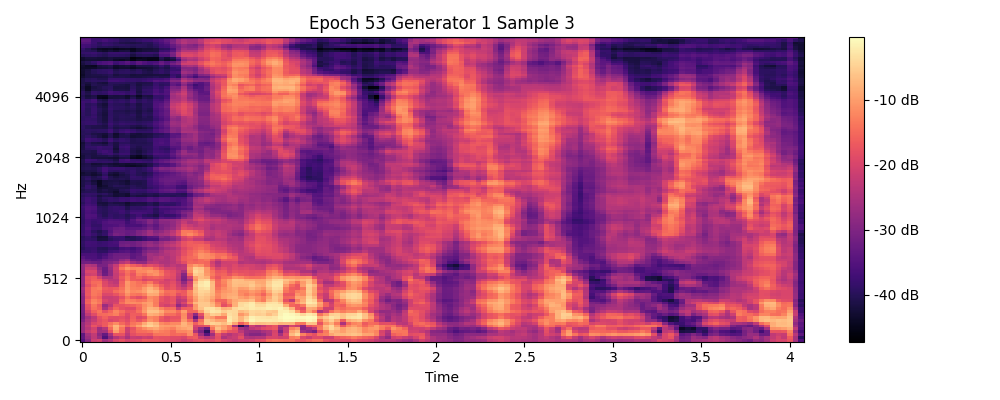 Epoch 53 Generator 1 Sample 3
Hz
4096
2048
1024
512
0
0 0.5 1 1.5 2 2.5 3 3.5 4
Time
-10 dB
-20 dB
-30 dB
-40 dB